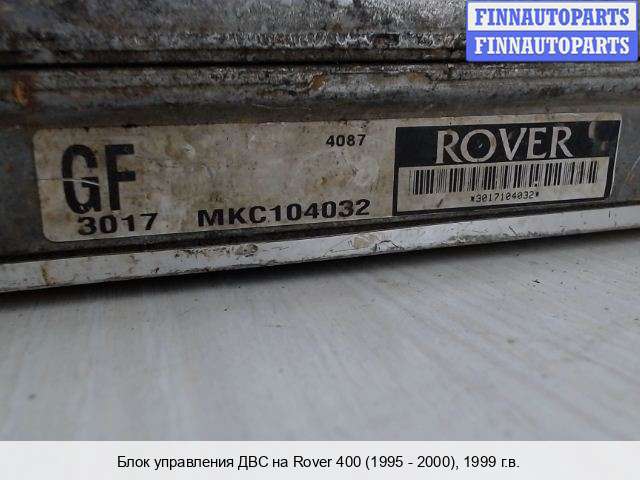 FINNAUTOPARTS
FINNAUTOPARTS
GF
4087
3017 MKC104032
ROVER
*3017104032*
Блок управления ДВС на Rover 400 (1995 - 2000), 1999 г.в.